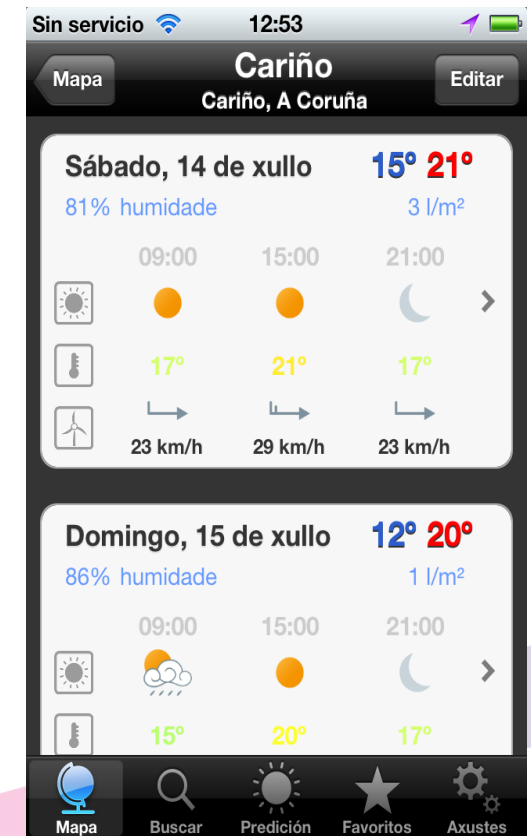 Sin servicio 12:53
Mapa Cariño Editar
Cariño, A Coruña
Sábado, 14 de xullo 15º 21º
81% humidade 3 l/m²
09:00 15:00 21:00
17º 21º 17º
23 km/h 29 km/h 23 km/h
Domingo, 15 de xullo 12º 20º
86% humidade 1 l/m²
09:00 15:00 21:00
15º 20º 17º
Mapa Buscar Predición Favoritos Axustes